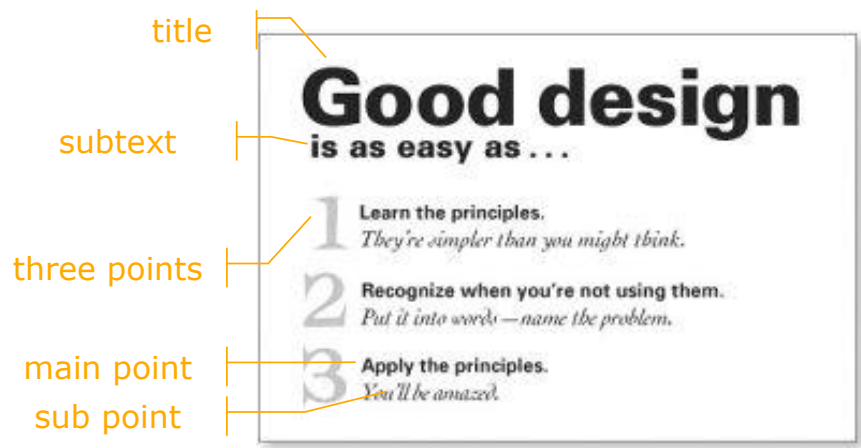 title
Good design
subtext
is as easy as . . .
three points
1 Learn the principles.
They're simpler than you might think.
2 Recognize when you're not using them.
Put it into words — name the problem.
main point
3 Apply the principles.
sub point
You'll be amazed.